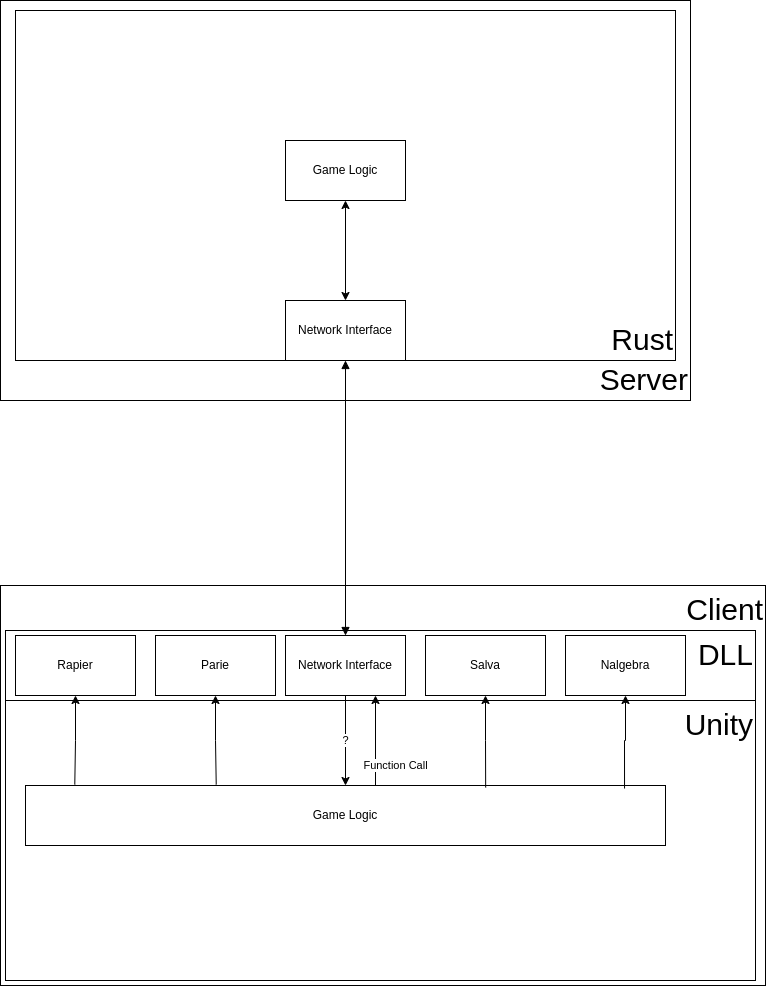 Game Logic
Network Interface
Rust
Server
Client
DLL
Rapier
Parie
Network Interface
Salva
Nalgebra
Unity
?
Function Call
Game Logic